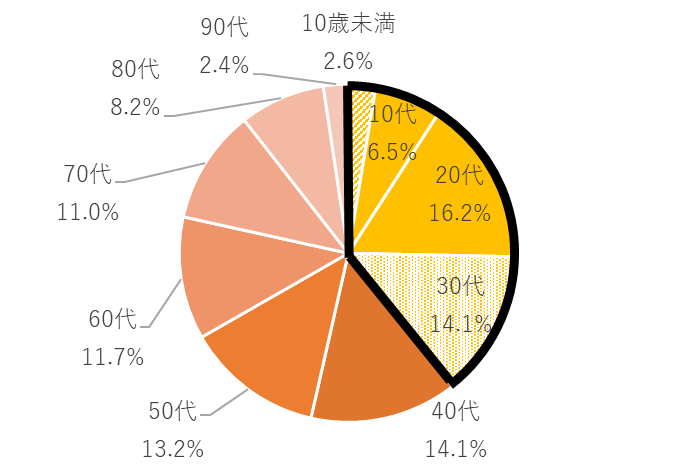 10歳未満
2.6%
10代
6.5%
20代
16.2%
30代
14.1%
40代
14.1%
50代
13.2%
60代
11.7%
70代
11.0%
80代
8.2%
90代
2.4%